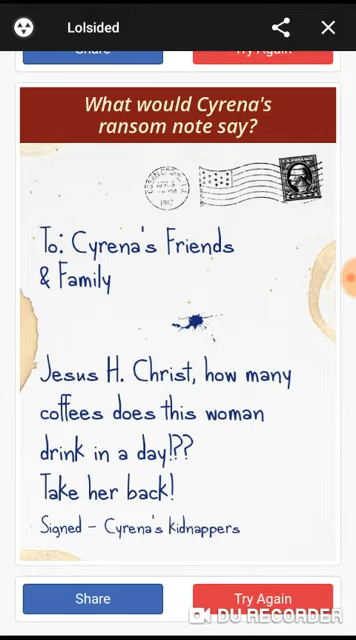 Lolsided
Share
Try Again
What would Cyrena's
ransom note say?
1917
To: Cyrena's Friends
& Family
Jesus H. Christ, how many
coffees does this woman
drink in a day!??
Take her back!
Signed – Cyrena's kidnappers
Share
Try Again
DU RECORDER